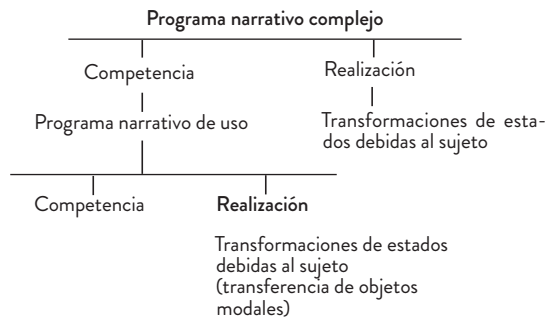 Programa narrativo complejo
Competencia
Realización
Programa narrativo de uso
Transformaciones de esta-
dos debidas al sujeto
Competencia
Realización
Transformaciones de estados
debidas al sujeto
(transferencia de objetos
modales)